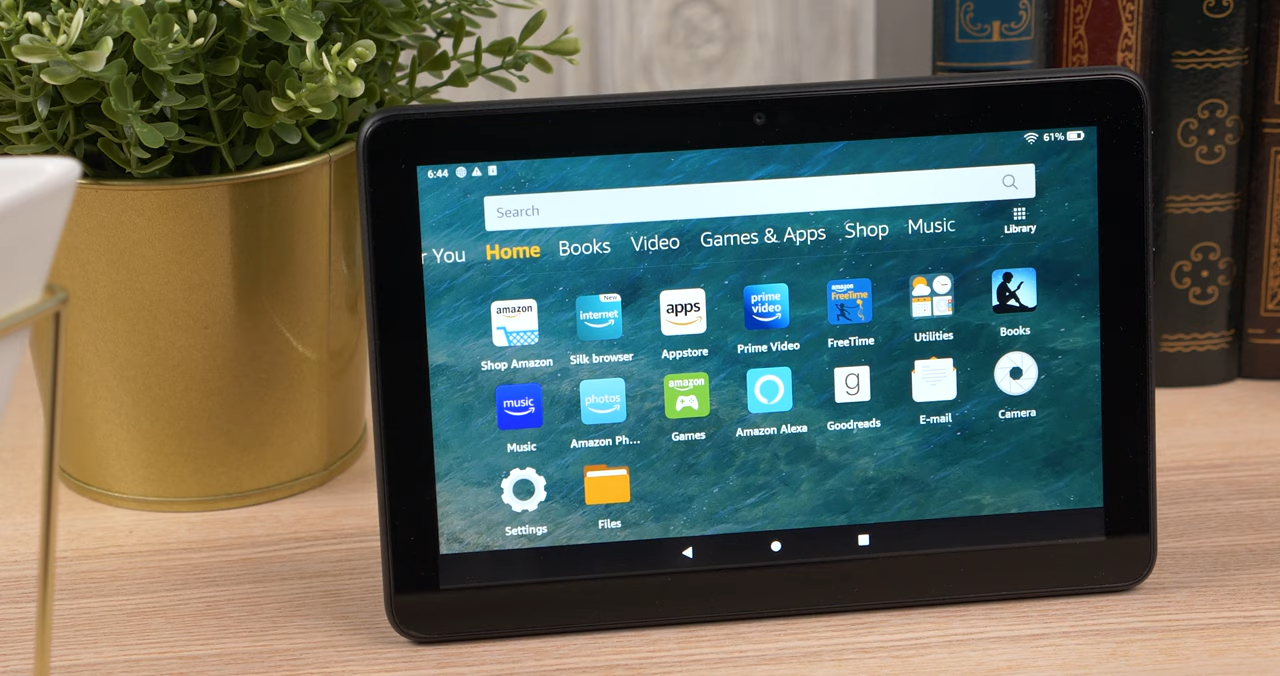 6:44
61%
Search
r You Home Books Video Games & Apps Shop Music
Library
amazon
New
internet
apps
prime video
amazon
FreeTime
Shop Amazon Silk browser Appstore Prime Video FreeTime Utilities Books
music
photos
amazon
g
Music Amazon Ph... Games Amazon Alexa Goodreads E-mail Camera
Settings Files